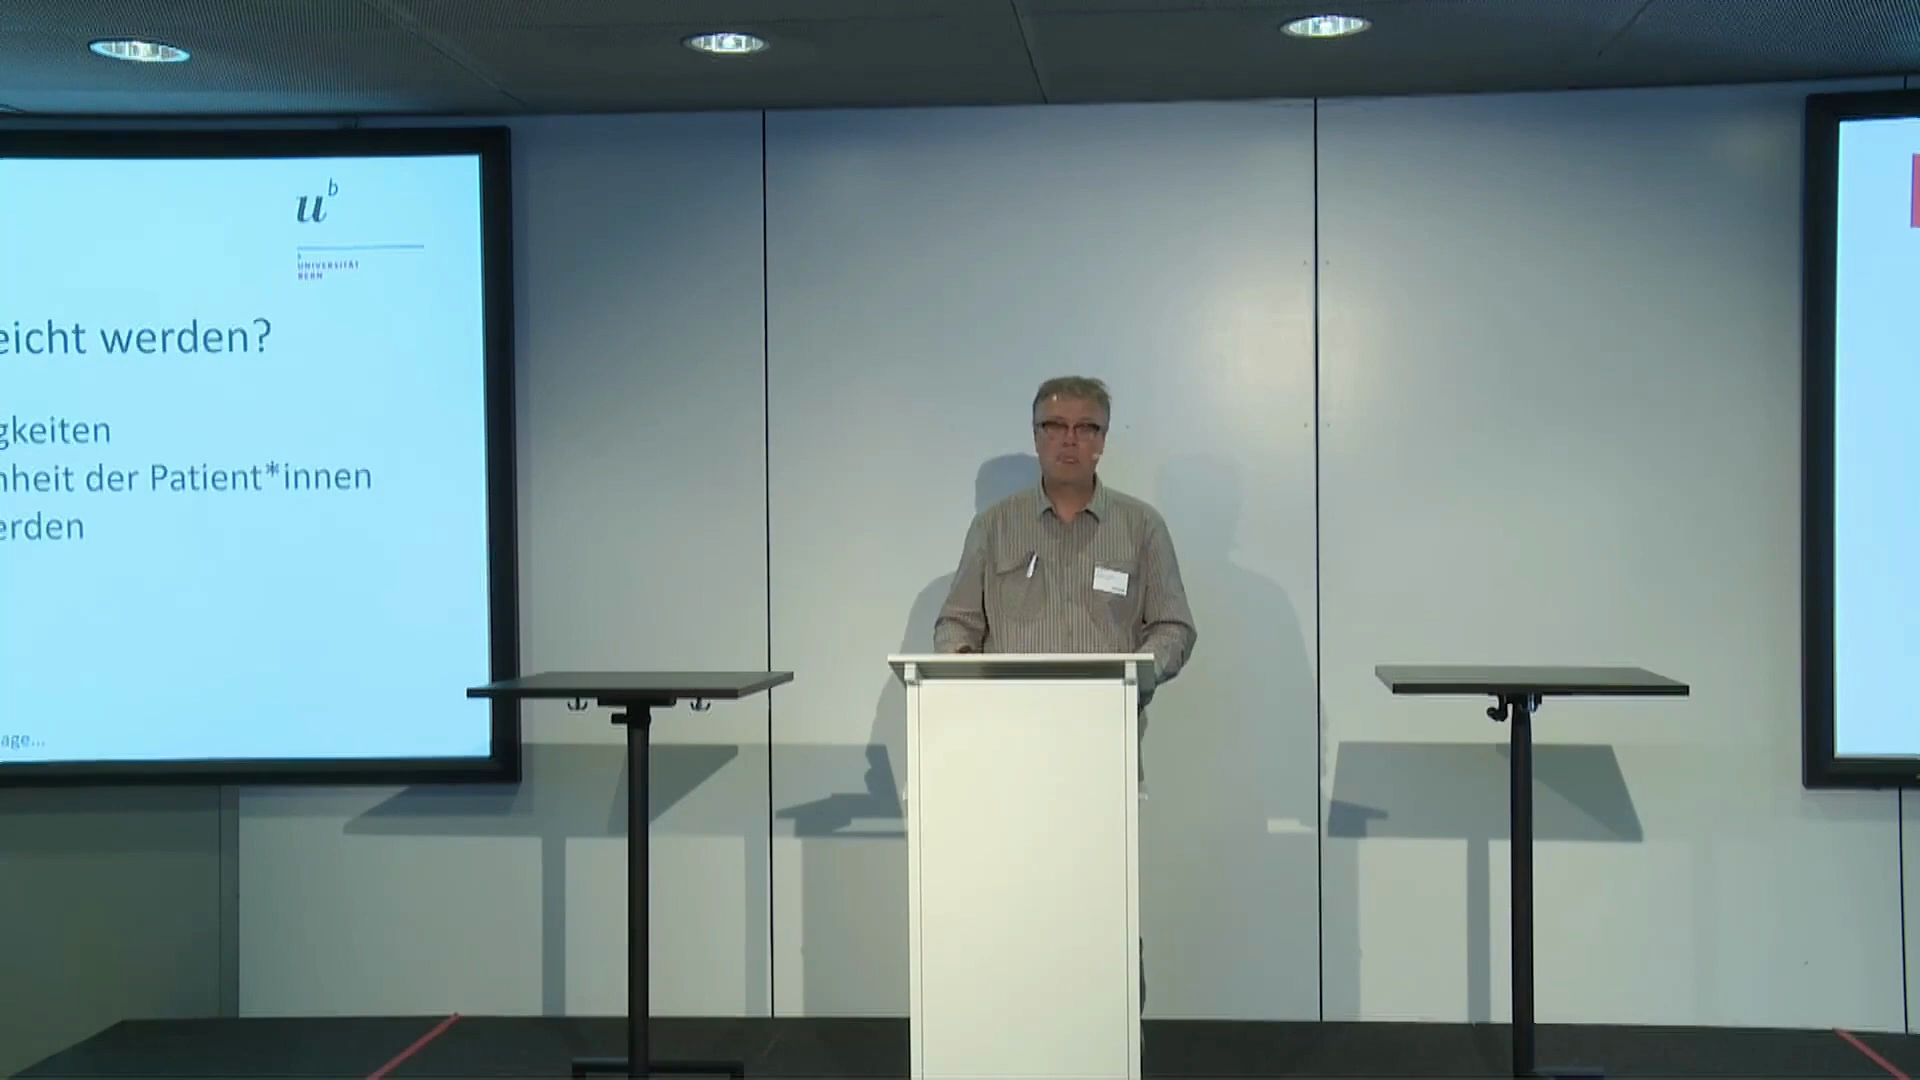 u
b
b
UNIVERSITÄT
BERN
eicht werden?
gkeiten
nheit der Patient*innen
erden
age...